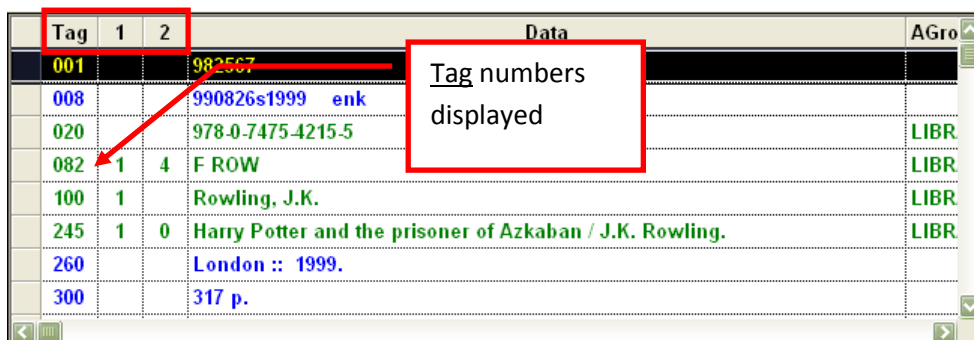 Tag 1 2 Data AGro
001 982567
008 990826s1999 enk
020 978-0-7475-4215-5 LIBR
082 1 4 F ROW LIBR
100 1 Rowling, J.K. LIBR
245 1 0 Harry Potter and the prisoner of Azkaban / J.K. Rowling. LIBR
260 London :: 1999.
300 317 p.
Tag numbers
displayed